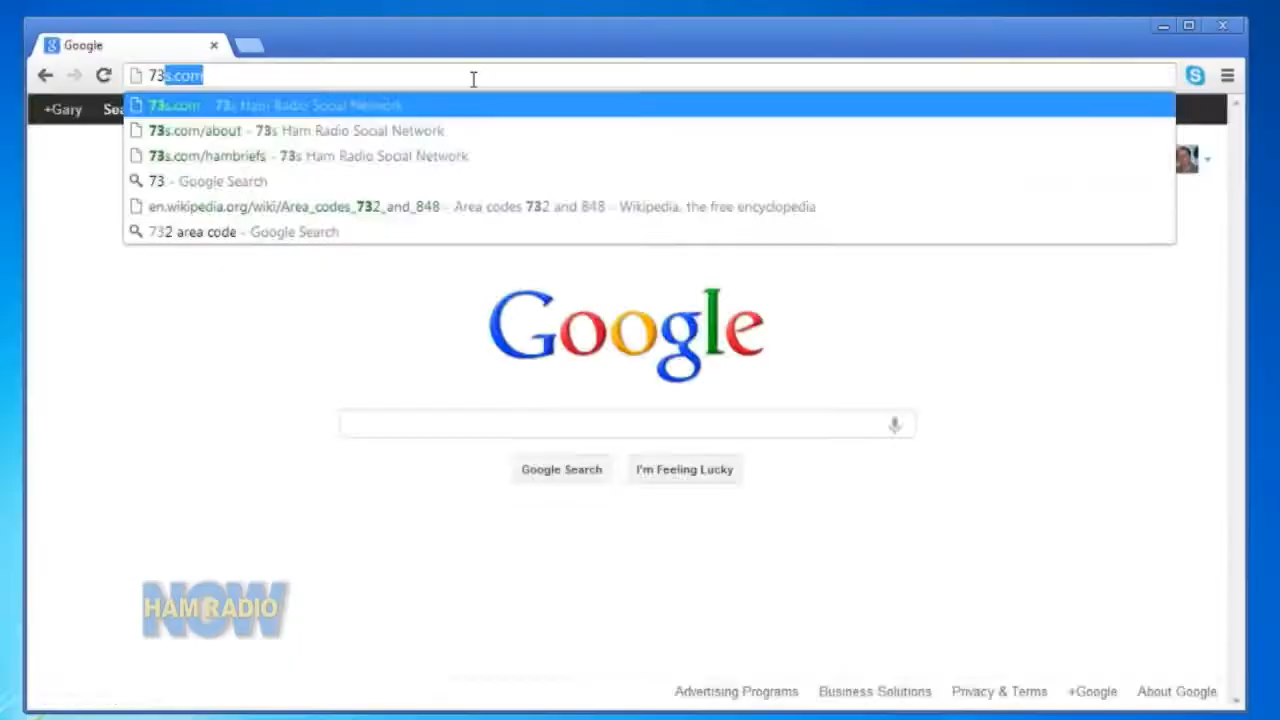 Google
73s.com
+Gary Sea
73s.com - 73s Ham Radio Social Network
73s.com/about - 73s Ham Radio Social Network
73s.com/hambriefs - 73s Ham Radio Social Network
73 - Google Search
en.wikipedia.org/wiki/Area_codes_732_and_848 - Area codes 732 and 848 - Wikipedia, the free encyclopedia
732 area code - Google Search
Google
Google Search I'm Feeling Lucky
NOW
HAM RADIO
Advertising Programs Business Solutions Privacy & Terms +Google About Google